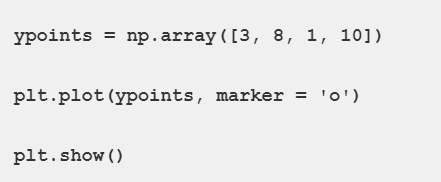 ypoints = np.array([3, 8, 1, 10])
plt.plot(ypoints, marker = 'o')
plt.show()